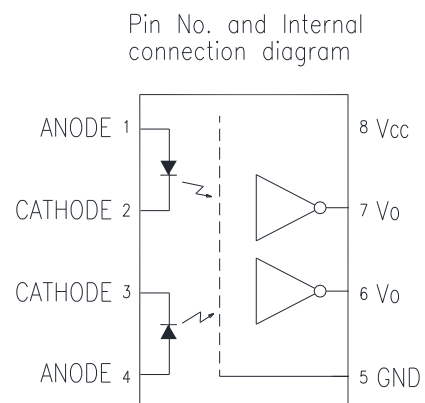 Pin No. and Internal
connection diagram
ANODE 1
8 Vcc
CATHODE 2
7 Vo
CATHODE 3
6 Vo
ANODE 4
5 GND